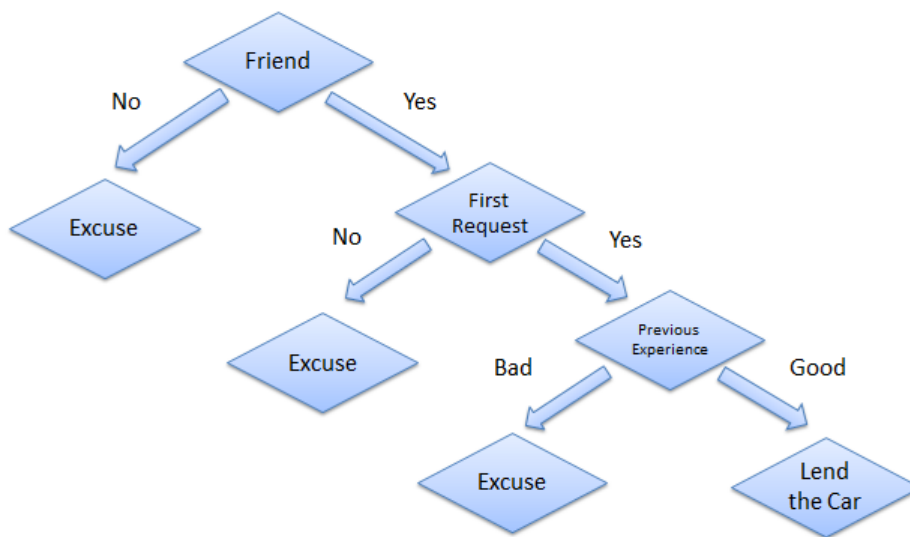 Friend
No
Yes
Excuse
First
Request
No
Yes
Excuse
Previous
Experience
Bad
Good
Excuse
Lend
the Car